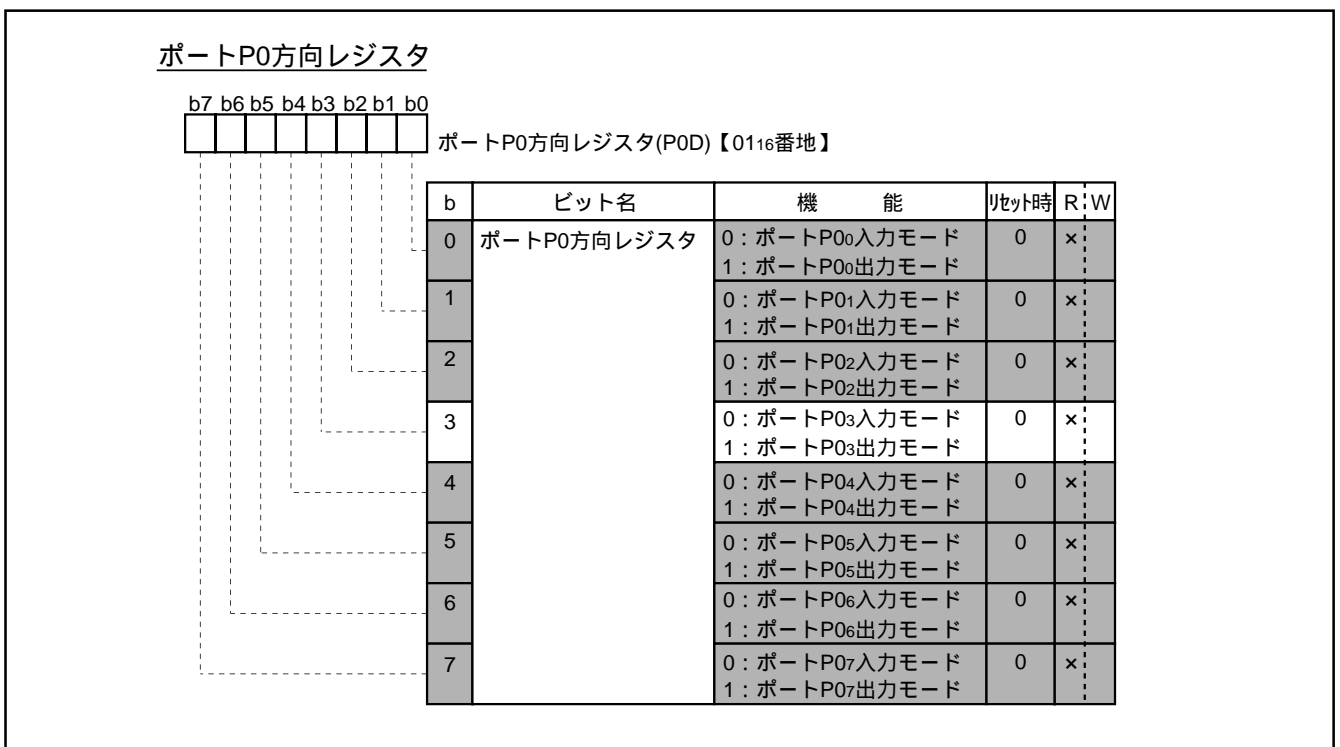 ポートP0方向レジスタ
b7 b6 b5 b4 b3 b2 b1 b0
ポートP0方向レジスタ(P0D)【0116番地】
b ビット名 機 能 リセット時 R W
0 ポートP0方向レジスタ 0:ポートP00入力モード 0 ×
1:ポートP00出力モード
1 0:ポートP01入力モード 0 ×
1:ポートP01出力モード
2 0:ポートP02入力モード 0 ×
1:ポートP02出力モード
3 0:ポートP03入力モード 0 ×
1:ポートP03出力モード
4 0:ポートP04入力モード 0 ×
1:ポートP04出力モード
5 0:ポートP05入力モード 0 ×
1:ポートP05出力モード
6 0:ポートP06入力モード 0 ×
1:ポートP06出力モード
7 0:ポートP07入力モード 0 ×
1:ポートP07出力モード